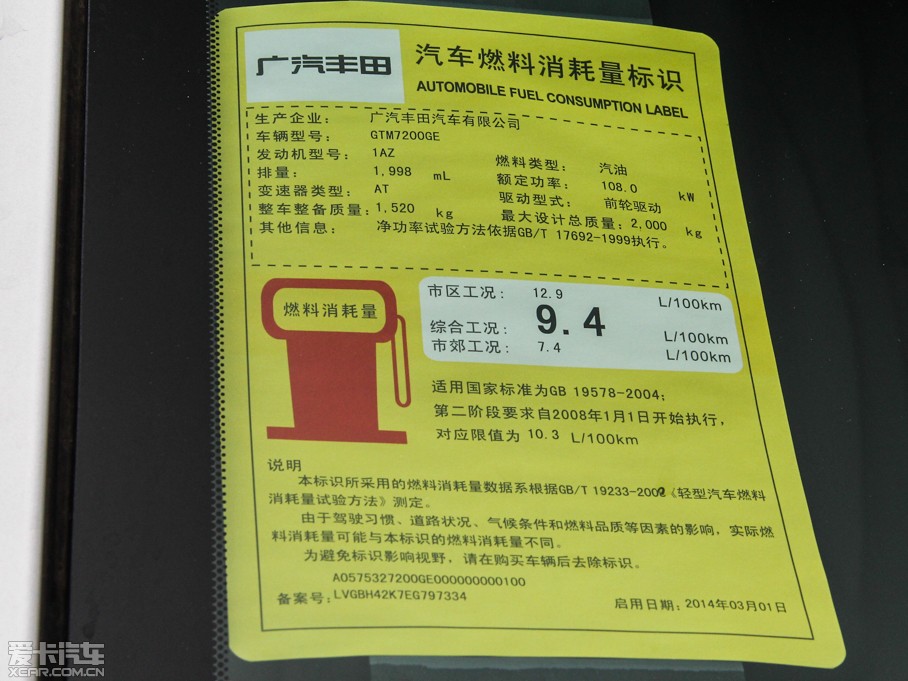 广汽丰田
汽车燃料消耗量标识
AUTOMOBILE FUEL CONSUMPTION LABEL
生产企业： 广汽丰田汽车有限公司
车辆型号： GTM7200GE
发动机型号： 1AZ 燃料类型： 汽油
排量： 1,998 mL 额定功率： 108.0 kW
变速器类型： AT 驱动型式： 前轮驱动
整车整备质量：1,520 kg 最大设计总质量：2,000 kg
其他信息： 净功率试验方法依据GB/T 17692-1999执行。
燃料消耗量
市区工况： 12.9 L/100km
综合工况： 9.4 L/100km
市郊工况： 7.4 L/100km
适用国家标准为GB 19578-2004；
第二阶段要求自2008年1月1日开始执行，
对应限值为 10.3 L/100km
说明
本标识所采用的燃料消耗量数据系根据GB/T 19233-2008《轻型汽车燃料
消耗量试验方法》测定。
由于驾驶习惯、道路状况、气候条件和燃料品质等因素的影响，实际燃
料消耗量可能与本标识的燃料消耗量不同。
为避免标识影响视野，请在购买车辆后去除标识。
A0575327200GE000000000100
备案号：LVGBH42K7EG797334 启用日期：2014年03月01日
爱卡汽车
XCAR.COM.CN